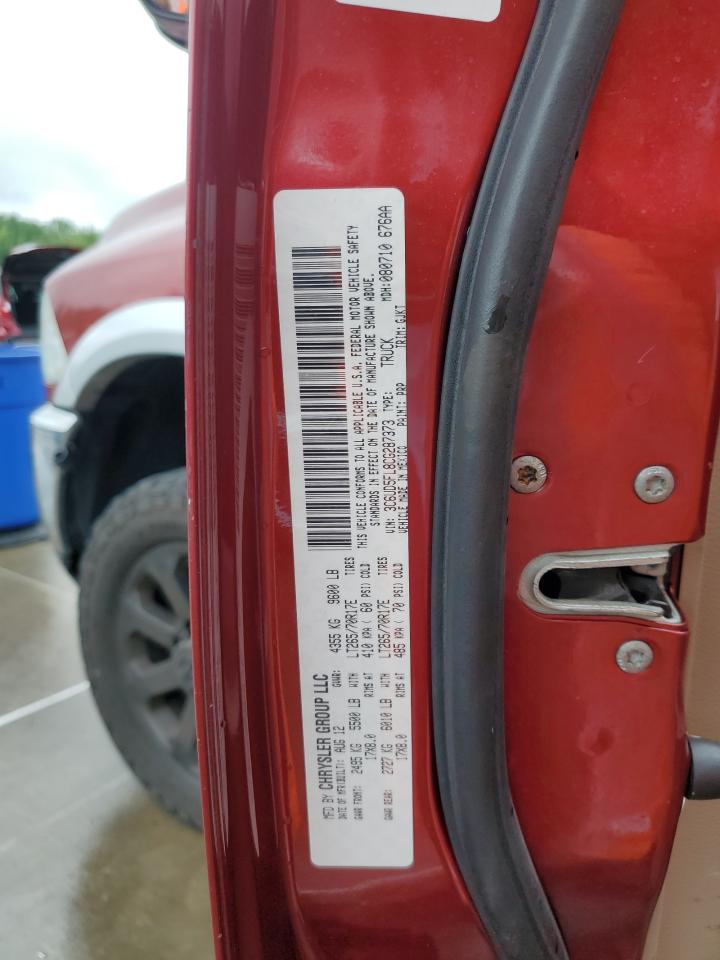 MFD BY CHRYSLER GROUP LLC
DATE OF MFR(BUILT): AUG 12 GVWR: 4355 KG 9600 LB
GAWR FRONT: 2495 KG 5500 LB WITH LT265/70R17E TIRES
17X8.0 RIMS AT 410 KPA ( 60 PSI) COLD
GAWR REAR: 2727 KG 6010 LB WITH LT265/70R17E TIRES
17X8.0 RIMS AT 485 KPA ( 70 PSI) COLD
THIS VEHICLE CONFORMS TO ALL APPLICABLE U.S.A. FEDERAL MOTOR VEHICLE SAFETY
STANDARDS IN EFFECT ON THE DATE OF MANUFACTURE SHOWN ABOVE.
VIN: 3C6UD5FL8CG287373 TYPE: TRUCK MDH:080710 676AA
VEHICLE MADE IN MEXICO PAINT: PRP TRIM: GJKT